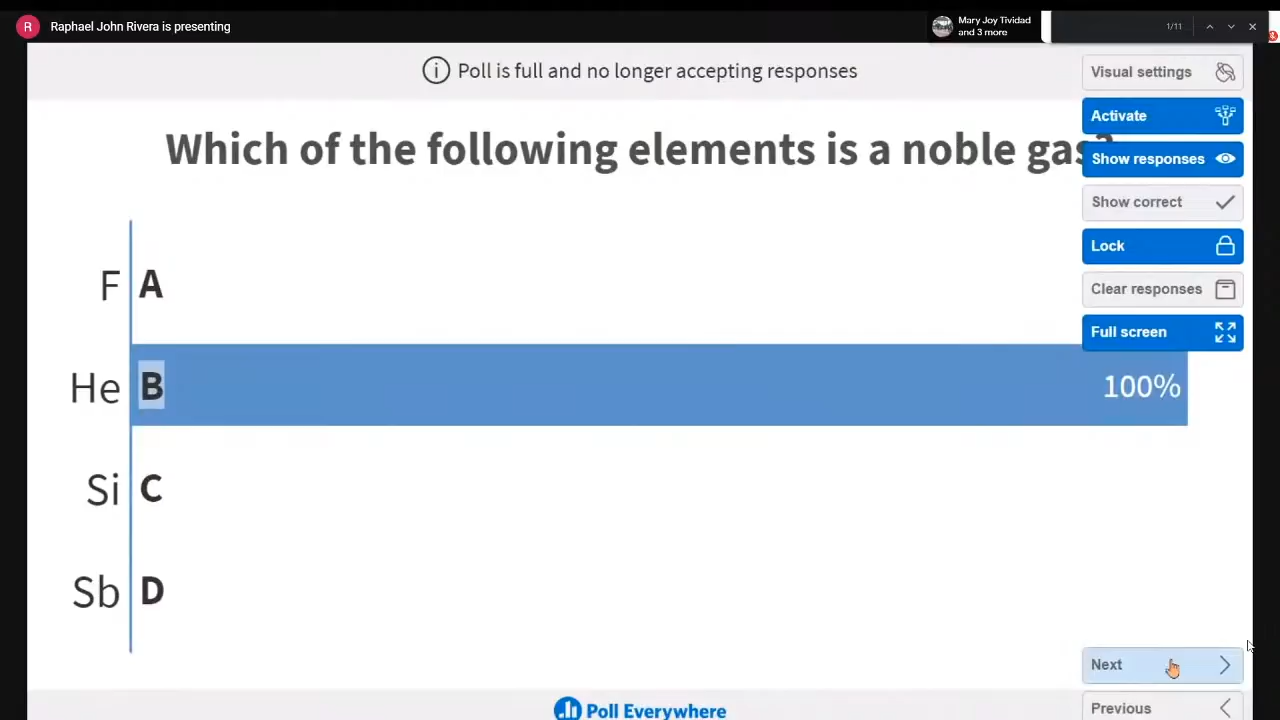 R Raphael John Rivera is presenting
Mary Joy Tividad
and 3 more
1/11
Poll is full and no longer accepting responses
Visual settings
Activate
Which of the following elements is a noble gas?
Show responses
Show correct
Lock
Clear responses
Full screen
F A
He B 100%
Si C
Sb D
Next
Previous
Poll Everywhere